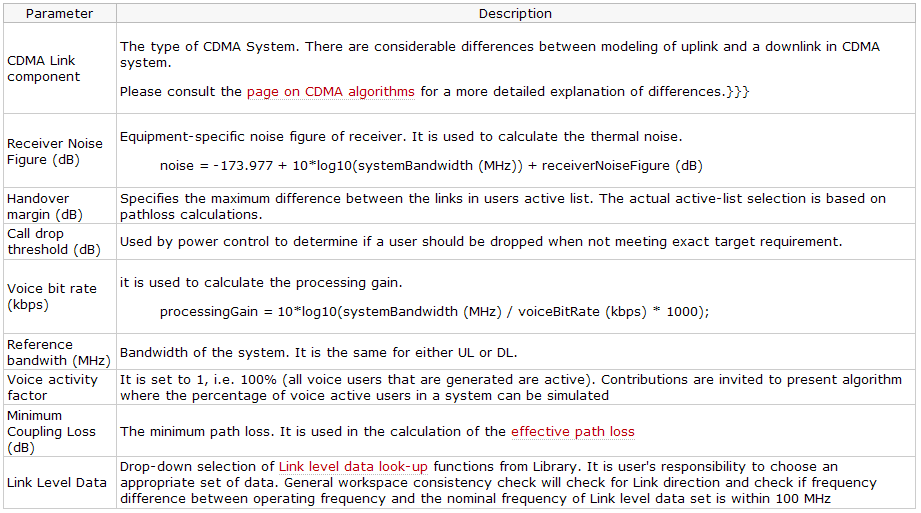 Parameter Description
CDMA Link
component
The type of CDMA System. There are considerable differences between modeling of uplink and a downlink in CDMA
system.
Please consult the page on CDMA algorithms for a more detailed explanation of differences.}}}
Receiver Noise
Figure (dB)
Equipment-specific noise figure of receiver. It is used to calculate the thermal noise.
noise = -173.977 + 10*log10(systemBandwidth (MHz)) + receiverNoiseFigure (dB)
Handover
margin (dB)
Specifies the maximum difference between the links in users active list. The actual active-list selection is based on
pathloss calculations.
Call drop
threshold (dB)
Used by power control to determine if a user should be dropped when not meeting exact target requirement.
Voice bit rate
(kbps)
it is used to calculate the processing gain.
processingGain = 10*log10(systemBandwidth (MHz) / voiceBitRate (kbps) * 1000);
Reference
bandwith (MHz)
Bandwidth of the system. It is the same for either UL or DL.
Voice activity
factor
It is set to 1, i.e. 100% (all voice users that are generated are active). Contributions are invited to present algorithm
where the percentage of voice active users in a system can be simulated
Minimum
Coupling Loss
(dB)
The minimum path loss. It is used in the calculation of the effective path loss
Link Level Data
Drop-down selection of Link level data look-up functions from Library. It is user's responsibility to choose an
appropriate set of data. General workspace consistency check will check for Link direction and check if frequency
difference between operating frequency and the nominal frequency of Link level data set is within 100 MHz